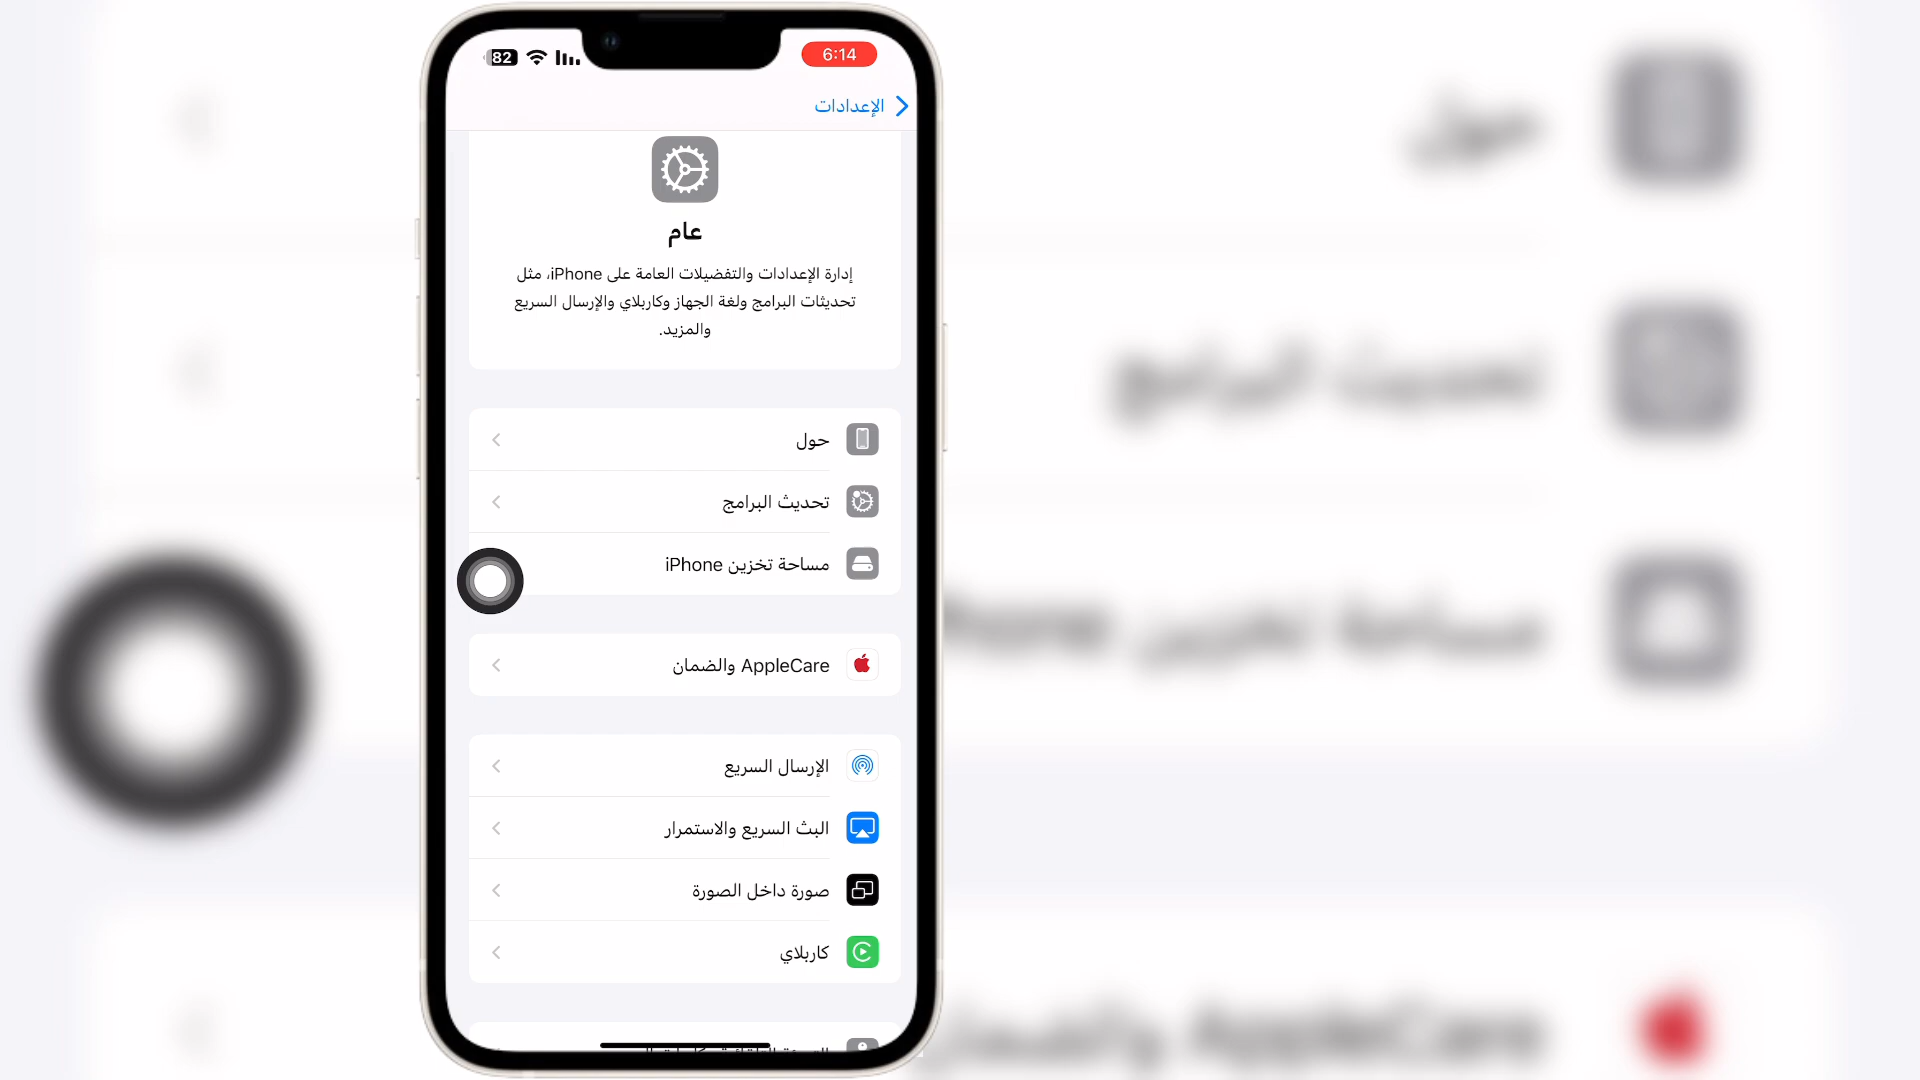 82
6:14
الإعدادات
عام
إدارة الإعدادات والتفضيلات العامة على iPhone، مثل
تحديثات البرامج ولغة الجهاز وكاربلاي والإرسال السريع
والمزيد.
حول
تحديث البرامج
مساحة تخزين iPhone
AppleCare والضمان
الإرسال السريع
البث السريع والاستمرار
صورة داخل الصورة
كاربلاي